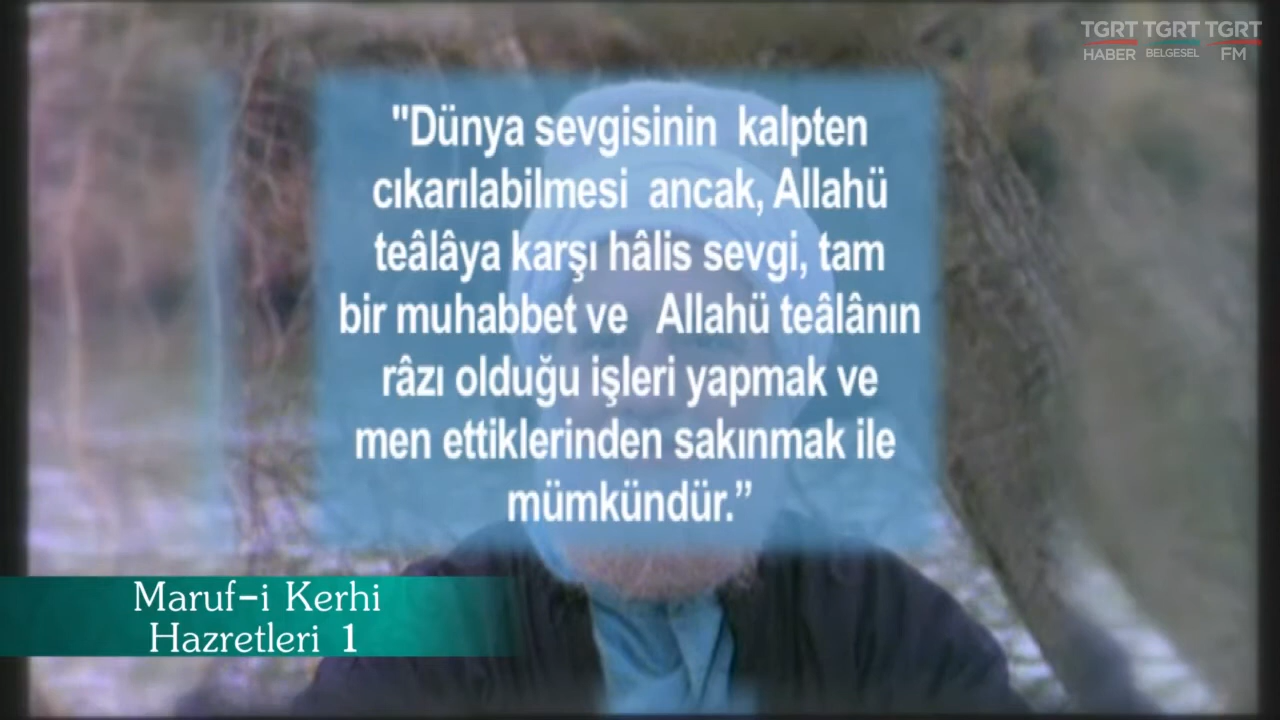 TGRT TGRT TGRT
HABER BELGESEL FM
"Dünya sevgisinin kalpten
cıkarılabilmesi ancak, Allahü
teâlâya karşı hâlis sevgi, tam
bir muhabbet ve Allahü teâlânın
râzı olduğu işleri yapmak ve
men ettiklerinden sakınmak ile
mümkündür.”
Maruf-i Kerhi
Hazretleri 1